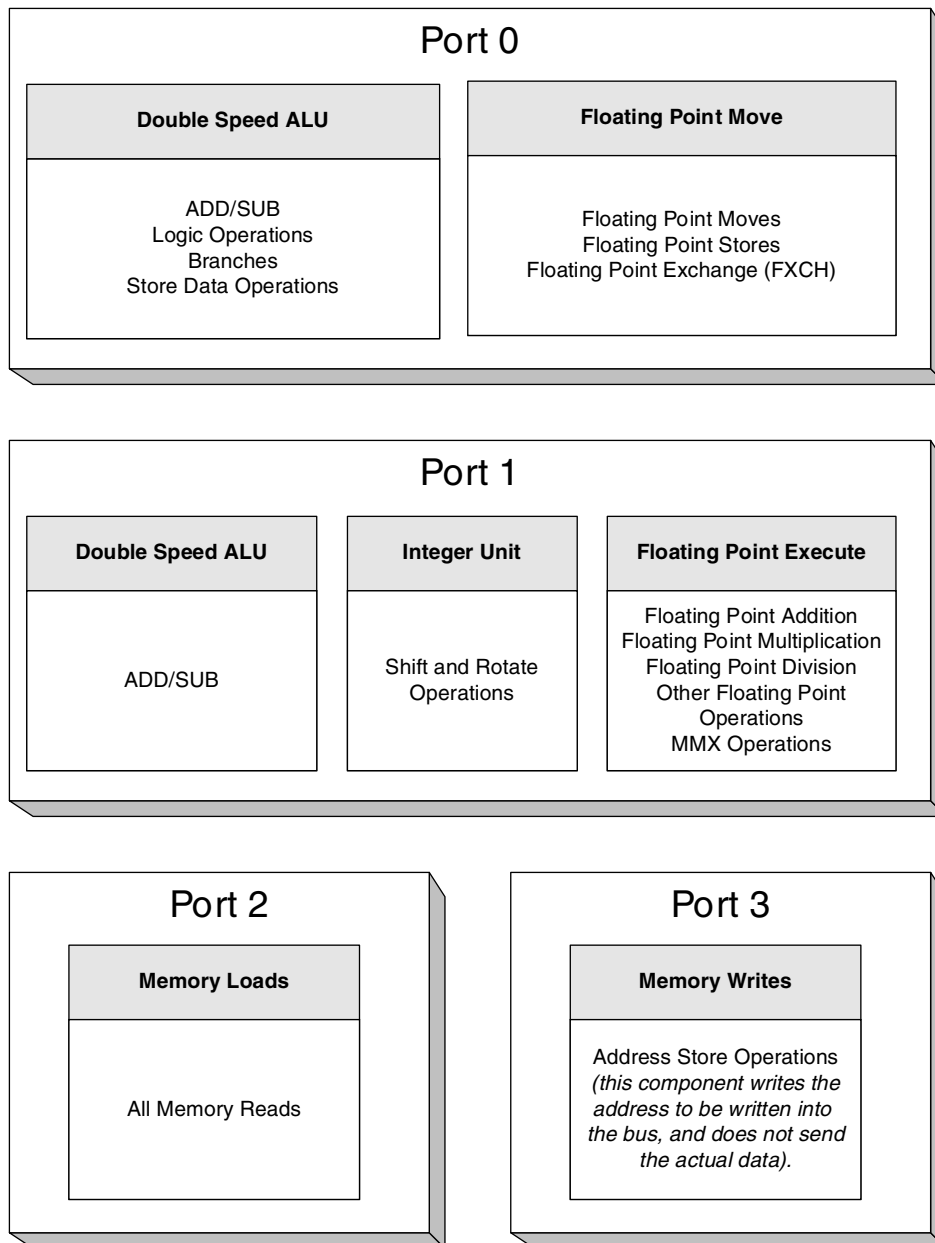 Port 0
Double Speed ALU
ADD/SUB
Logic Operations
Branches
Store Data Operations
Floating Point Move
Floating Point Moves
Floating Point Stores
Floating Point Exchange (FXCH)
Port 1
Double Speed ALU
ADD/SUB
Integer Unit
Shift and Rotate
Operations
Floating Point Execute
Floating Point Addition
Floating Point Multiplication
Floating Point Division
Other Floating Point
Operations
MMX Operations
Port 2
Memory Loads
All Memory Reads
Port 3
Memory Writes
Address Store Operations
(this component writes the
address to be written into
the bus, and does not send
the actual data).